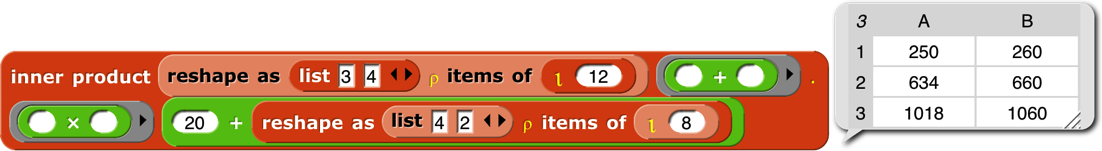 inner product reshape as list 3 4 ρ items of ɩ 12 + .
× 20 + reshape as list 4 2 ρ items of ɩ 8
3 A B
1 250 260
2 634 660
3 1018 1060